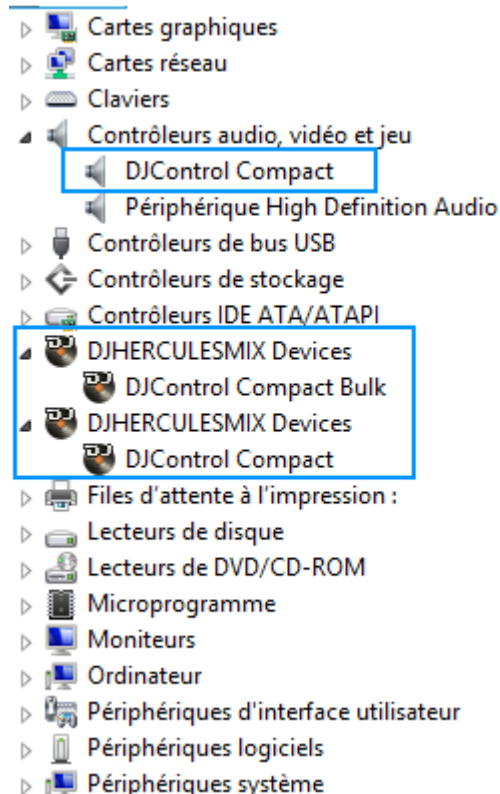 Cartes graphiques
Cartes réseau
Claviers
Contrôleurs audio, vidéo et jeu
DJControl Compact
Périphérique High Definition Audio
Contrôleurs de bus USB
Contrôleurs de stockage
Contrôleurs IDE ATA/ATAPI
DJHERCULESMIX Devices
DJControl Compact Bulk
DJHERCULESMIX Devices
DJControl Compact
Files d'attente à l'impression :
Lecteurs de disque
Lecteurs de DVD/CD-ROM
Microprogramme
Moniteurs
Ordinateur
Périphériques d'interface utilisateur
Périphériques logiciels
Périphériques système